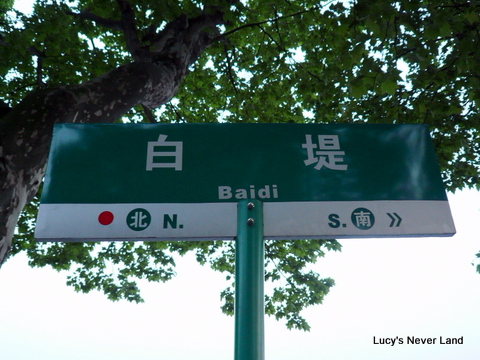 白 堤
Baidi
北 N. S. 南 »
Lucy's Never Land